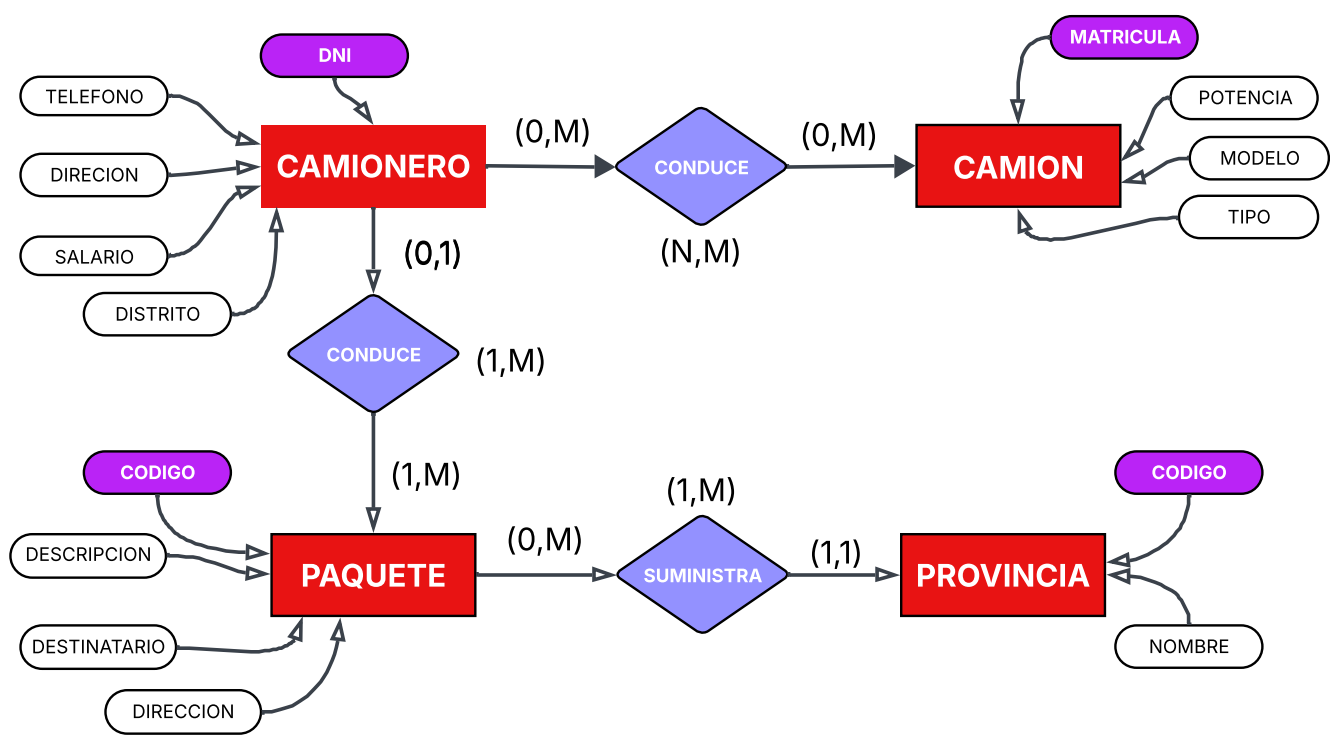 MATRICULA
DNI
TELEFONO
POTENCIA
(0,M)
(0,M)
CAMIONERO
CONDUCE
CAMION
MODELO
DIRECION
TIPO
SALARIO
(0,1)
(N,M)
DISTRITO
CONDUCE
(1,M)
CODIGO
(1,M)
(1,M)
CODIGO
DESCRIPCION
(0,M)
(1,1)
PAQUETE
SUMINISTRA
PROVINCIA
DESTINATARIO
NOMBRE
DIRECCION